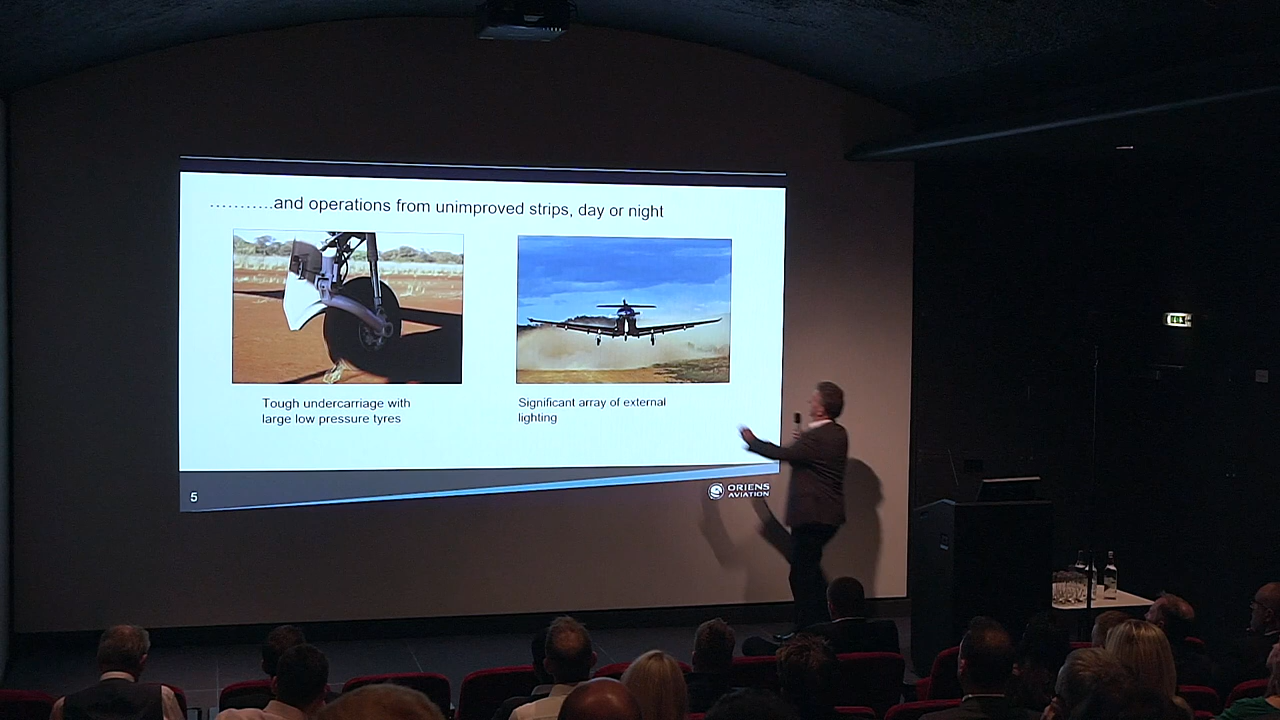 ………..and operations from unimproved strips, day or night
Tough undercarriage with
large low pressure tyres
Significant array of external
lighting
5
ORIENS
AVIATION